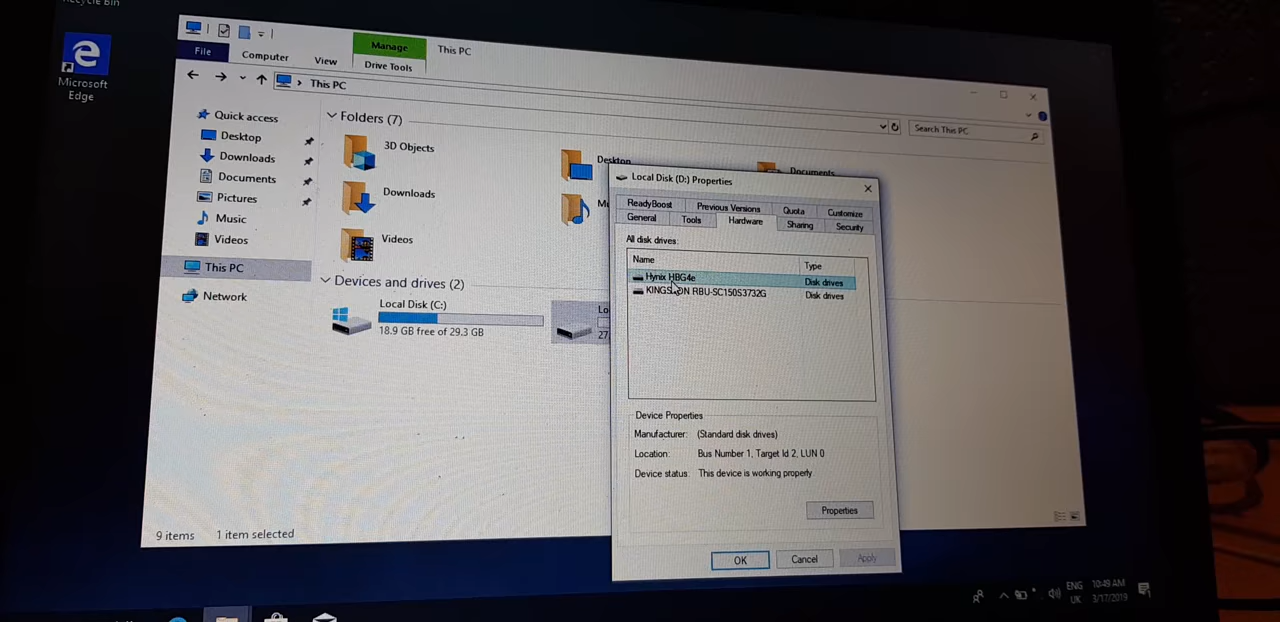 Recycle Bin
Microsoft
Edge
File
Computer
View
Manage
Drive Tools
This PC
This PC
Search This PC
Quick access
Desktop
Downloads
Documents
Pictures
Music
Videos
This PC
Network
Folders (7)
3D Objects
Desktop
Documents
Downloads
Mu
Videos
Devices and drives (2)
Local Disk (C:)
18.9 GB free of 29.3 GB
Lo
27
9 items
1 item selected
Local Disk (D:) Properties
ReadyBoost
Previous Versions
Quota
Customize
General
Tools
Hardware
Sharing
Security
All disk drives:
Name
Type
Hynix HBG4e
Disk drives
KINGSTON RBU-SC150S3732G
Disk drives
Device Properties
Manufacturer: (Standard disk drives)
Location: Bus Number 1, Target Id 2, LUN 0
Device status: This device is working properly
Properties
OK
Cancel
Apply
ENG
UK
10:49 AM
3/17/2019